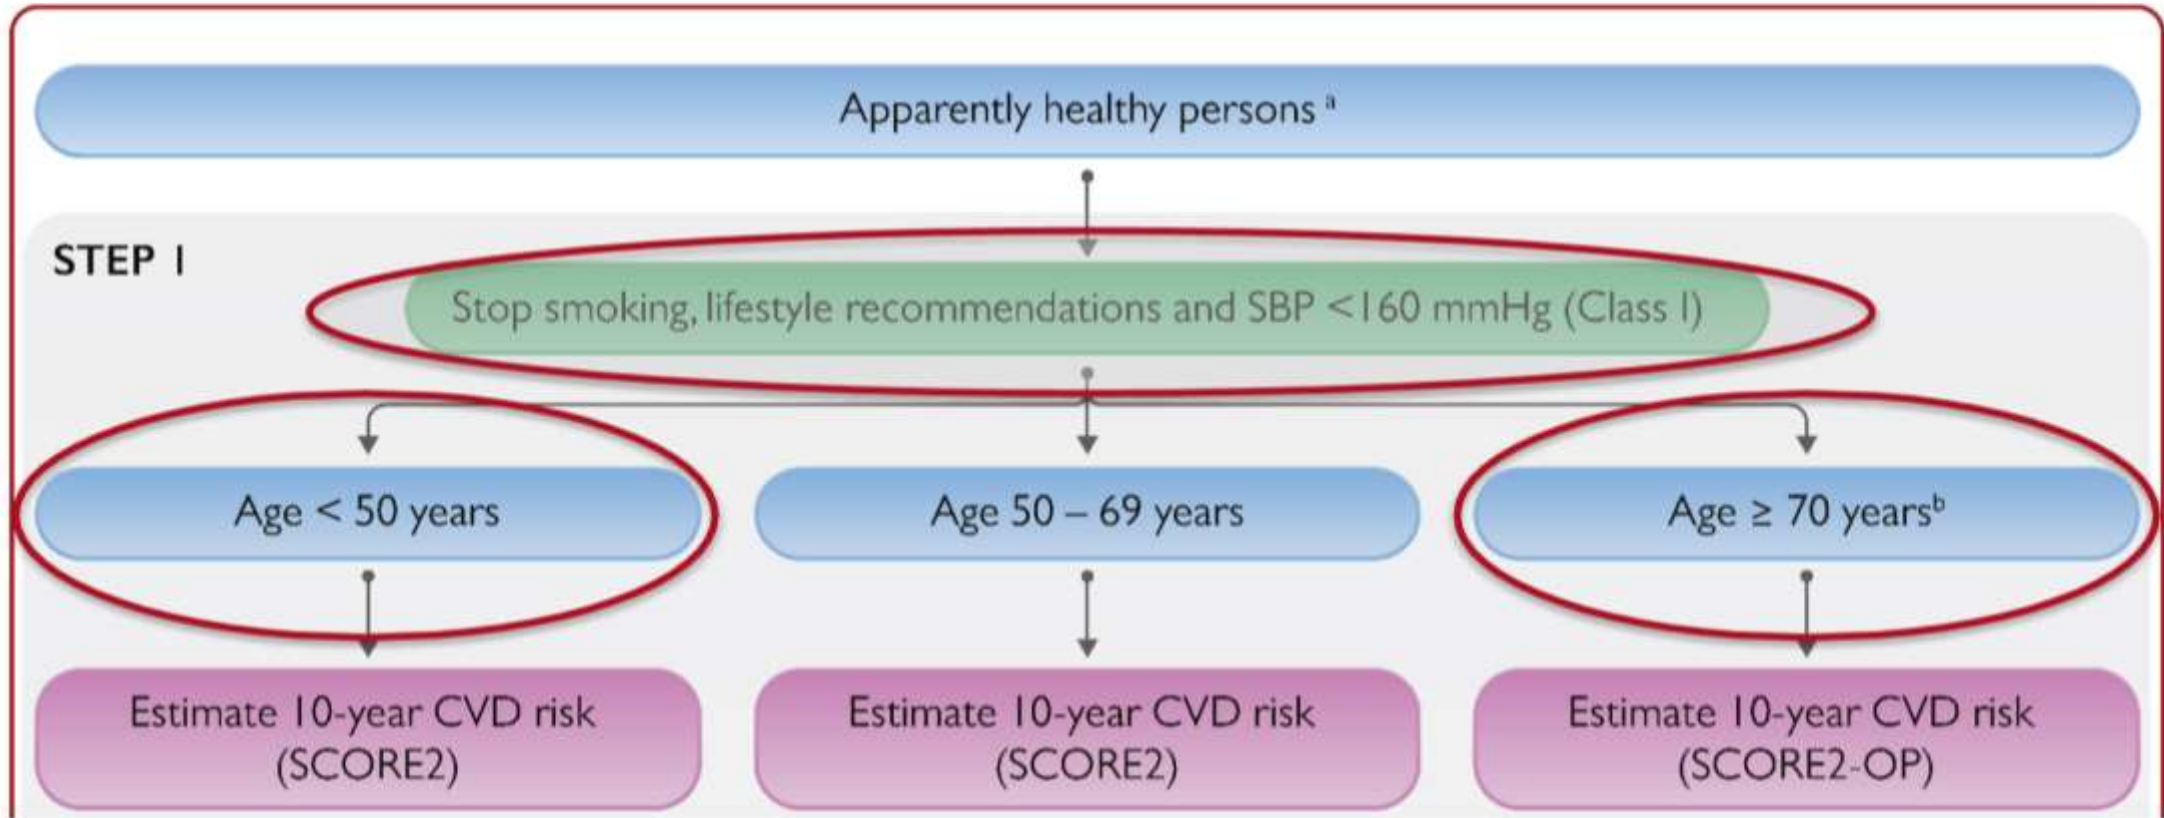 Apparently healthy persons ª
STEP 1
Stop smoking, lifestyle recommendations and SBP <160 mmHg (Class I)
Age < 50 years
Age 50 – 69 years
Age ≥ 70 yearsᵇ
Estimate 10-year CVD risk
(SCORE2)
Estimate 10-year CVD risk
(SCORE2)
Estimate 10-year CVD risk
(SCORE2-OP)